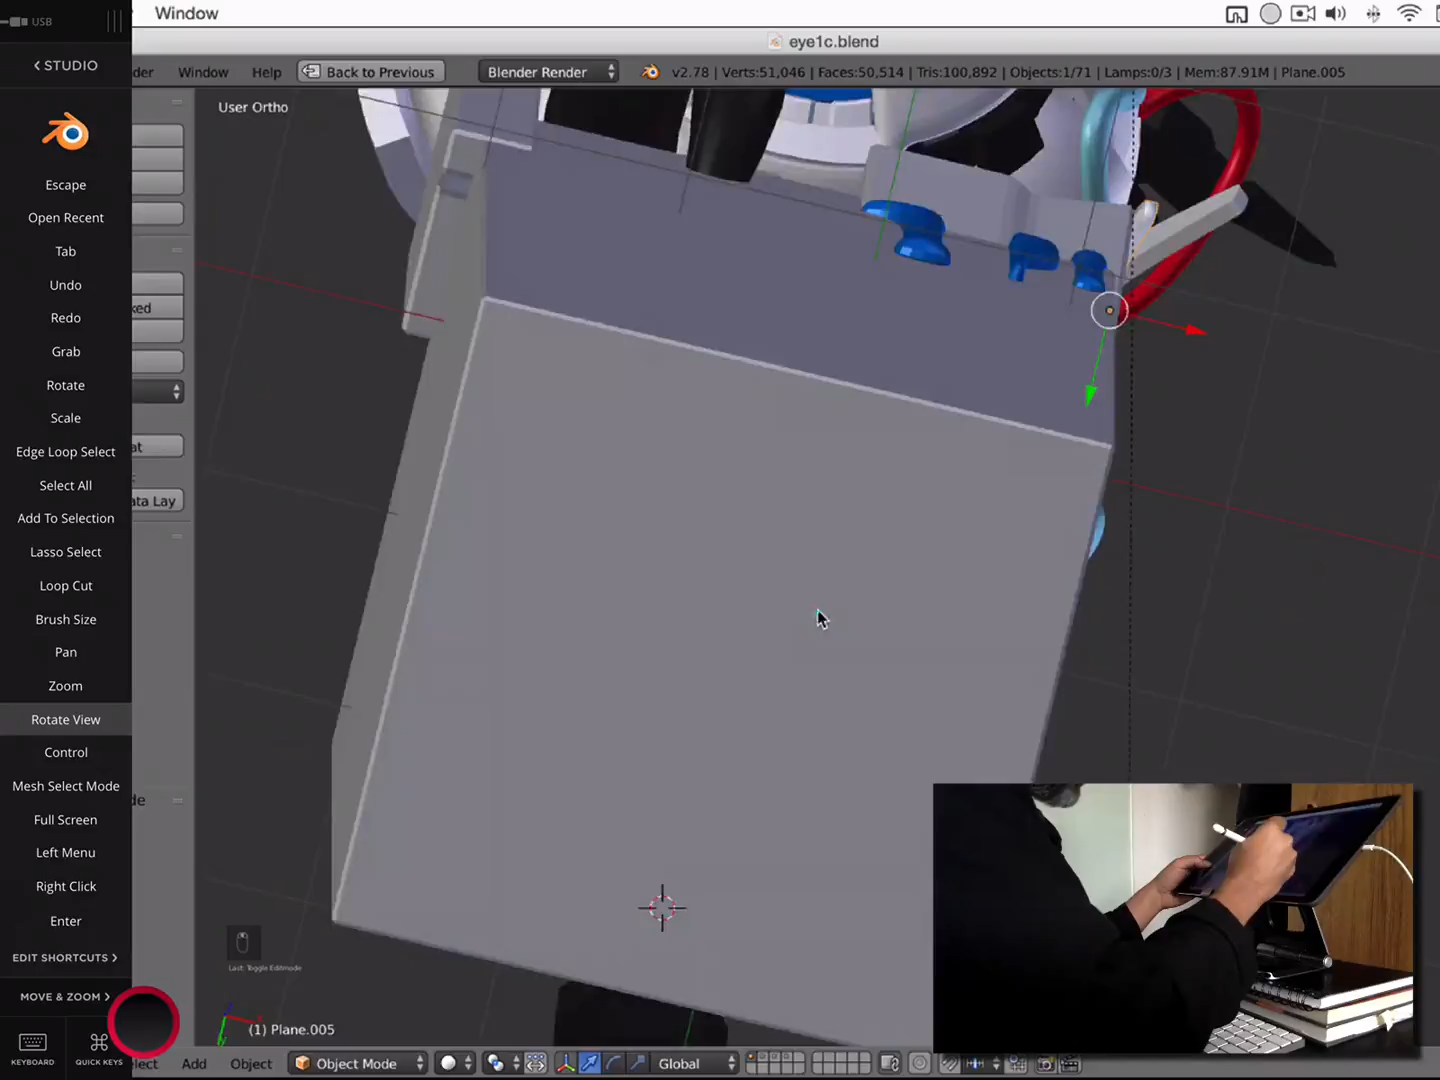 USB
Window
eye1c.blend
STUDIO
der
Window
Help
Back to Previous
Blender Render
v2.78 | Verts:51,046 | Faces:50,514 | Tris:100,892 | Objects:1/71 | Lamps:0/3 | Mem:87.91M | Plane.005
User Ortho
Escape
Open Recent
Tab
Undo
Redo
ked
Grab
Rotate
Scale
at
Edge Loop Select
Select All
ata Lay
Add To Selection
Lasso Select
Loop Cut
Brush Size
Pan
Zoom
Rotate View
Control
Mesh Select Mode
de
Full Screen
Left Menu
Right Click
Enter
EDIT SHORTCUTS
Last: Toggle Editmode
MOVE & ZOOM
(1) Plane.005
KEYBOARD
QUICK KEYS
elect
Add
Object
Object Mode
Global